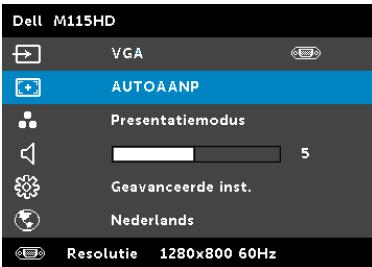 Dell M115HD
VGA
AUTOAANP
Presentatiemodus
5
Geavanceerde inst.
Nederlands
Resolutie 1280x800 60Hz